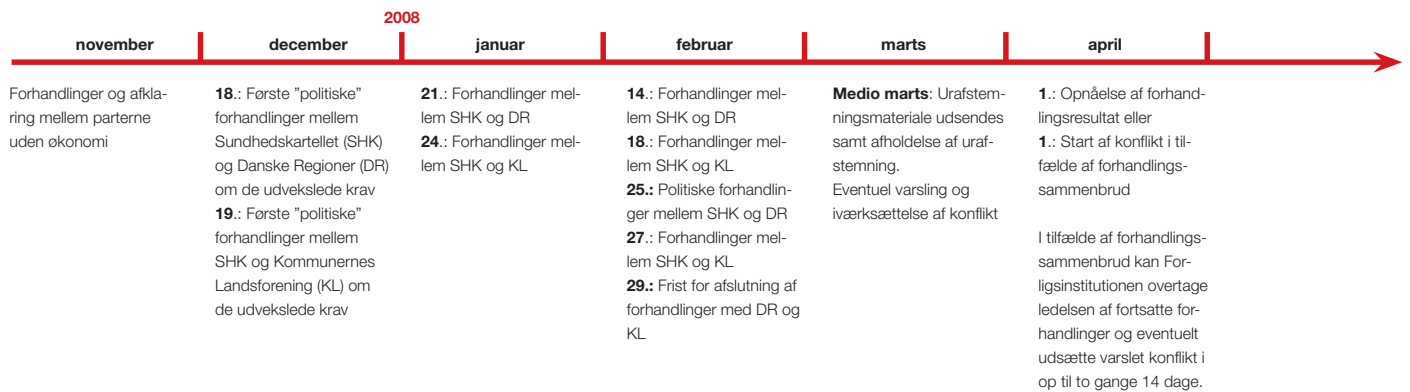 2008
november
december
januar
februar
marts
april
Forhandlinger og afkla-
ring mellem parterne
uden økonomi
18.: Første ”politiske”
forhandlinger mellem
Sundhedskartellet (SHK)
og Danske Regioner (DR)
om de udvekslede krav
19.: Første ”politiske”
forhandlinger mellem
SHK og Kommunernes
Landsforening (KL) om
de udvekslede krav
21.: Forhandlinger mel-
lem SHK og DR
24.: Forhandlinger mel-
lem SHK og KL
14.: Forhandlinger mel-
lem SHK og DR
18.: Forhandlinger mel-
lem SHK og KL
25.: Politiske forhandlin-
ger mellem SHK og DR
27.: Forhandlinger mel-
lem SHK og KL
29.: Frist for afslutning af
forhandlinger med DR og
KL
Medio marts: Urafstem-
ningsmateriale udsendes
samt afholdelse af uraf-
stemning.
Eventuel varsling og
iværksættelse af konflikt
1.: Opnåelse af forhand-
lingsresultat eller
1.: Start af konflikt i til-
fælde af forhandlings-
sammenbrud
I tilfælde af forhandlings-
sammenbrud kan For-
ligsinstitutionen overtage
ledelsen af fortsatte for-
handlinger og eventuelt
udsætte varslet konflikt i
op til to gange 14 dage.